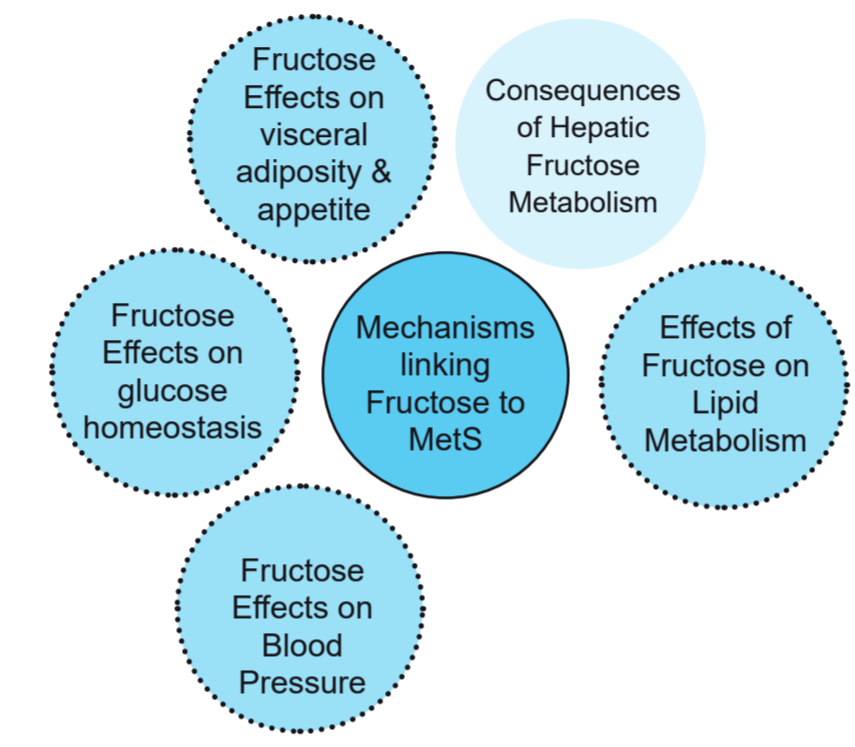 Fructose
Effects on
visceral
adiposity &
appetite
Consequences
of Hepatic
Fructose
Metabolism
Fructose
Effects on
glucose
homeostasis
Mechanisms
linking
Fructose to
MetS
Effects of
Fructose on
Lipid
Metabolism
Fructose
Effects on
Blood
Pressure